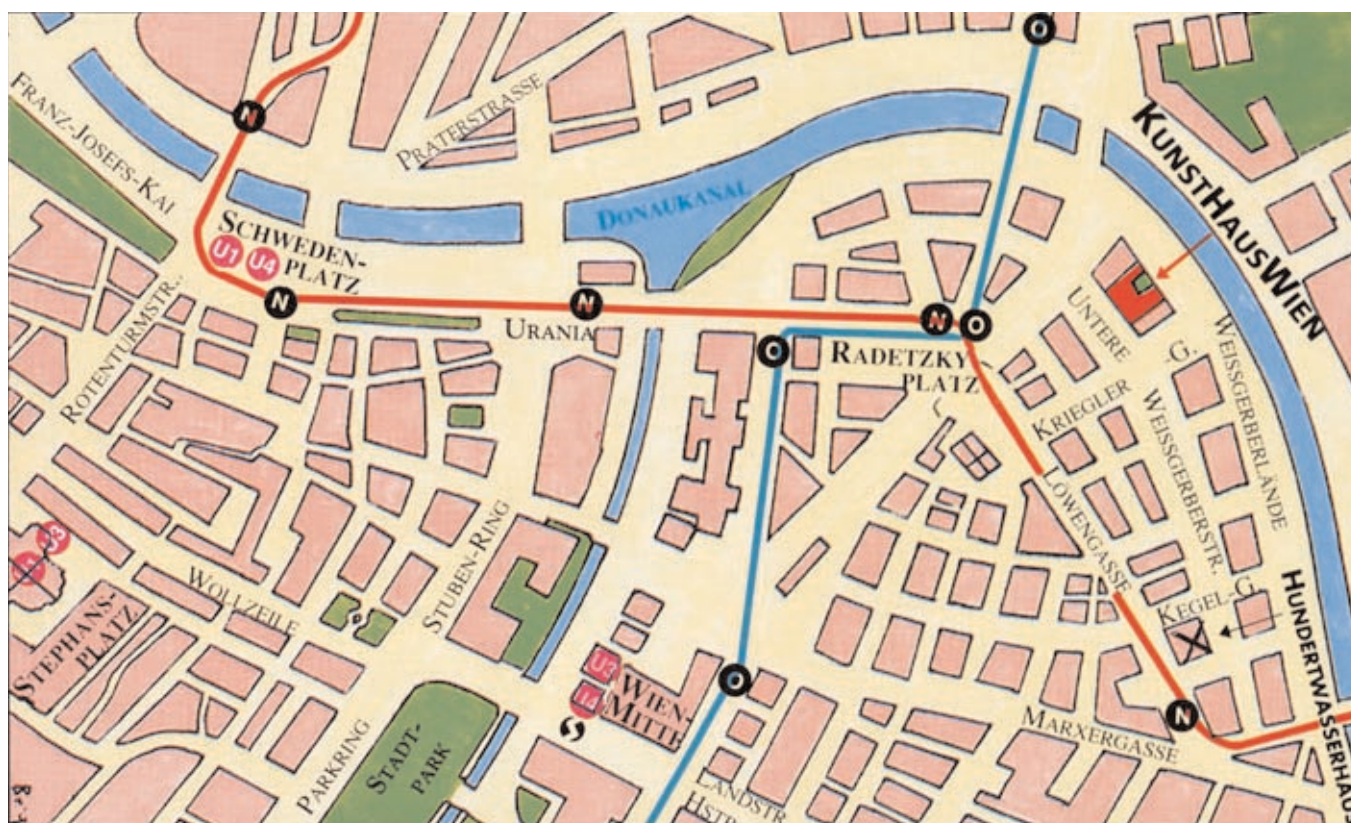 FRANZ-JOSEFS-KAI
N
PRATERSTRASSE
O
KUNSTHAUSWIEN
DONAUKANAL
SCHWEDEN-
PLATZ
U1 U4
N
N
URANIA
N O
O
RADETZKY
PLATZ
UNTERE
WEISSGERBERLÄNDE
ROTENTURMSTR..
KRIEGLER
-G.
WEISSGERBERSTR.
LÖWENGASSE
STUBEN-RING
U3
WOLLZEILE
STEPHANS-
PLATZ
KEGEL-G.
HUNDERTWASSERHAUS
U3
U4
WIEN-
MITTE
O
N
MARXERGASSE
PARKRING
STADT-
PARK
LANDSTR.
HSTR.